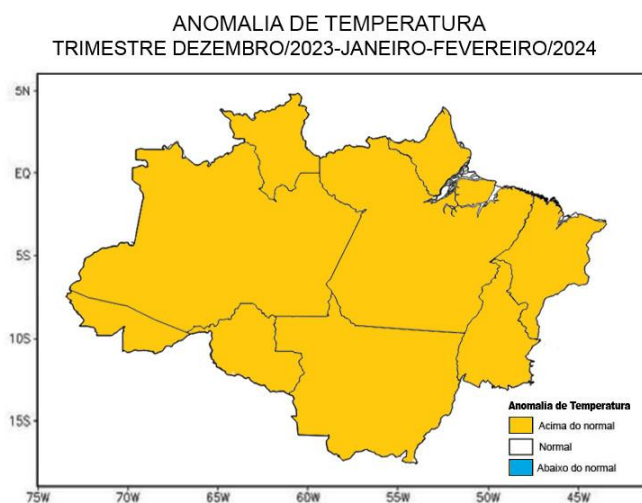 ANOMALIA DE TEMPERATURA
TRIMESTRE DEZEMBRO/2023-JANEIRO-FEVEREIRO/2024
5N
EQ
5S
10S
15S
75W 70W 65W 60W 55W 50W 45W
Anomalia de Temperatura
Acima do normal
Normal
Abaixo do normal